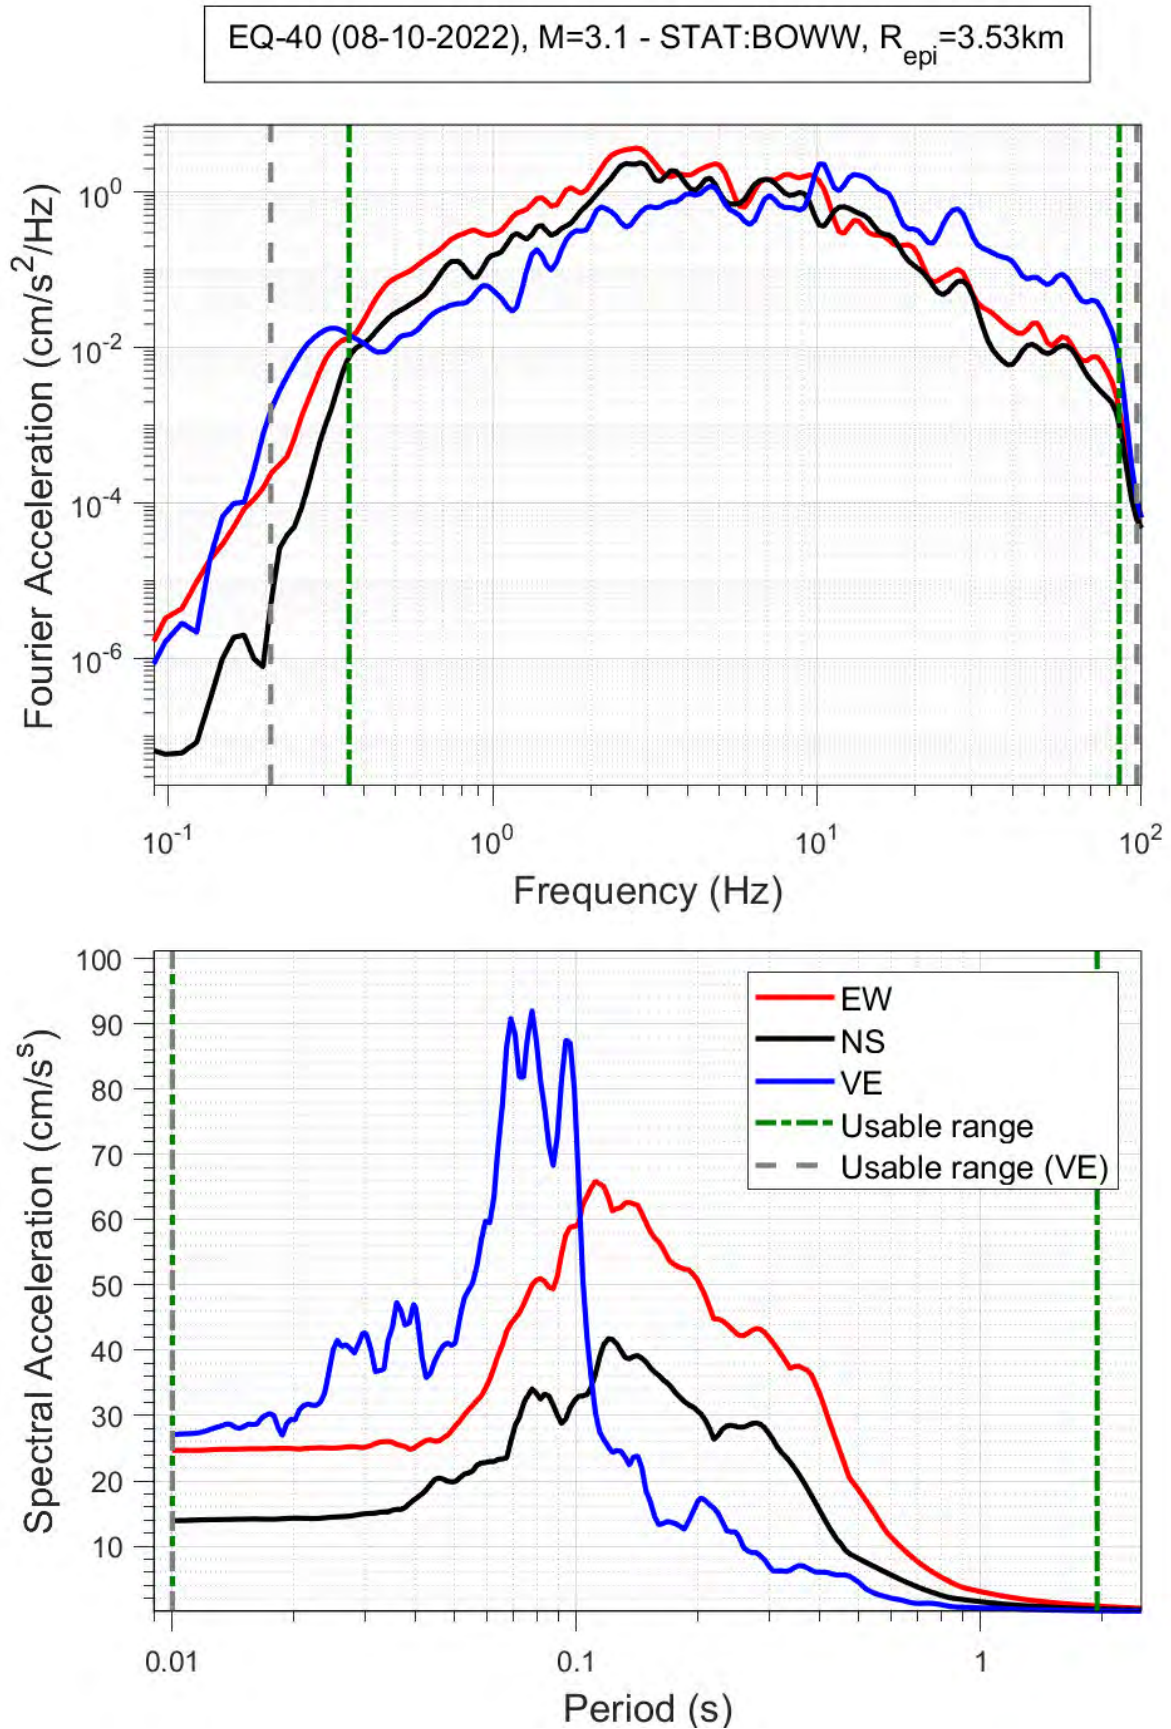 EQ-40 (08-10-2022), M=3.1 - STAT:BOWW, R_epi=3.53km
Fourier Acceleration (cm/s^2/Hz)
10^0
10^-2
10^-4
10^-6
10^-1 10^0 10^1 10^2
Frequency (Hz)
Spectral Acceleration (cm/s^s)
100
90
80
70
60
50
40
30
20
10
EW
NS
VE
Usable range
Usable range (VE)
0.01 0.1 1
Period (s)